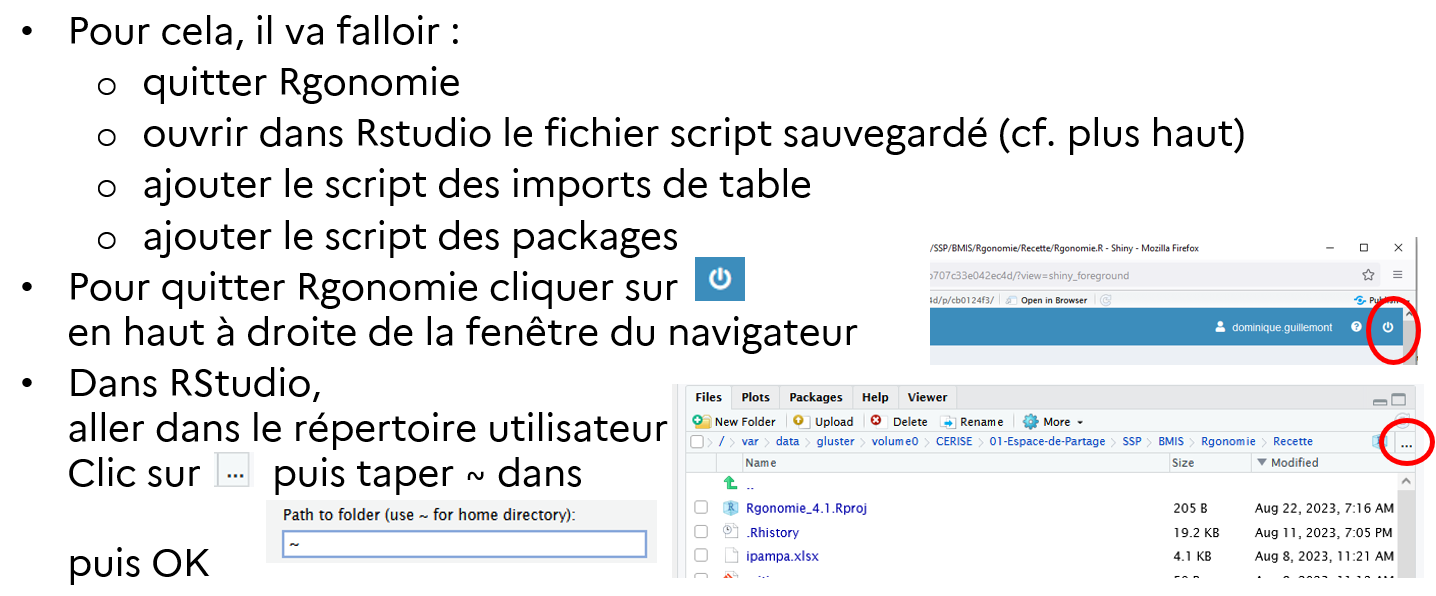 • Pour cela, il va falloir :
o quitter Rgonomie
o ouvrir dans Rstudio le fichier script sauvegardé (cf. plus haut)
o ajouter le script des imports de table
o ajouter le script des packages
• Pour quitter Rgonomie cliquer sur
en haut à droite de la fenêtre du navigateur
/SSP/BMIS/Rgonomie/Recette/Rgonomie.R - Shiny - Mozilla Firefox
707c33e042ec4d/?view=shiny_foreground
/p/cb0124f3/ Open in Browser
dominique.guillemont
• Dans RStudio,
aller dans le répertoire utilisateur
Clic sur ... puis taper ~ dans
Path to folder (use ~ for home directory):
~
puis OK
Files Plots Packages Help Viewer
New Folder Upload Delete Rename More
/ > var > data > gluster > volume0 > CERISE > 01-Espace-de-Partage > SSP > BMIS > Rgonomie > Recette ...
Name Size Modified
..
Rgonomie_4.1.Rproj 205 B Aug 22, 2023, 7:16 AM
.Rhistory 19.2 KB Aug 11, 2023, 7:05 PM
ipampa.xlsx 4.1 KB Aug 8, 2023, 11:21 AM